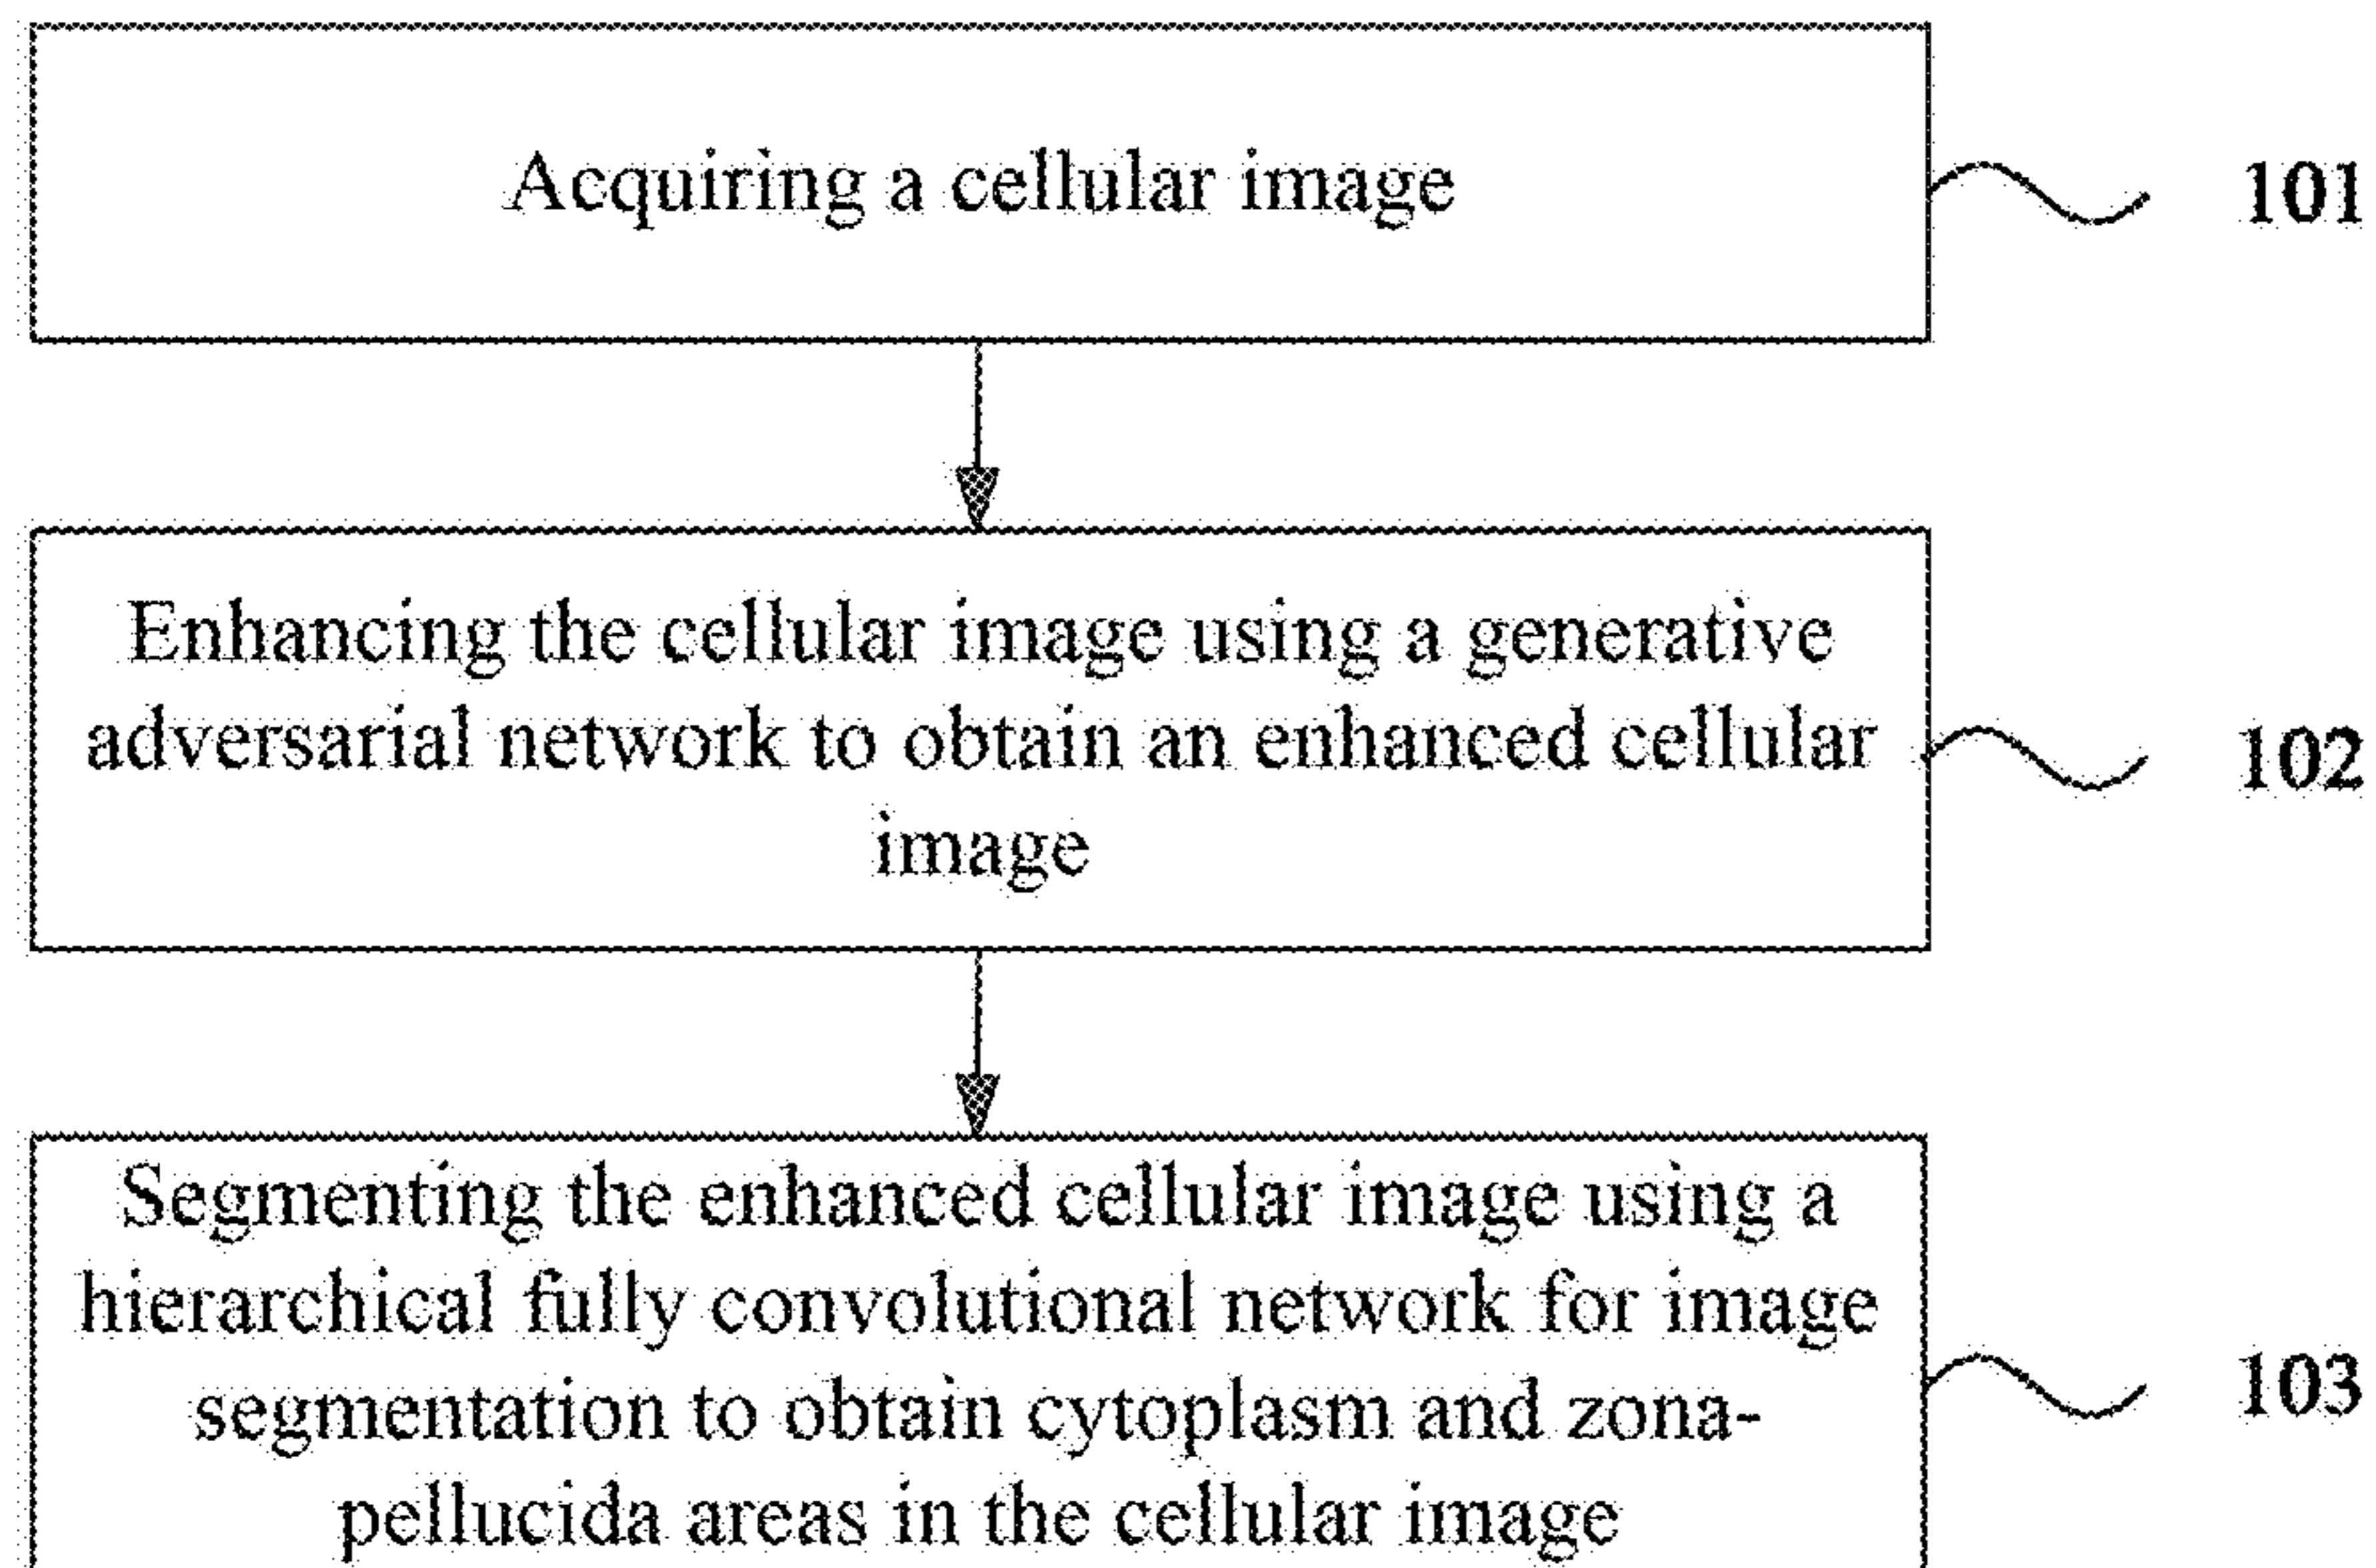 Acquiring a cellular image
101
Enhancing the cellular image using a generative
adversarial network to obtain an enhanced cellular
image
102
Segmenting the enhanced cellular image using a
hierarchical fully convolutional network for image
segmentation to obtain cytoplasm and zona-
pellucida areas in the cellular image
103